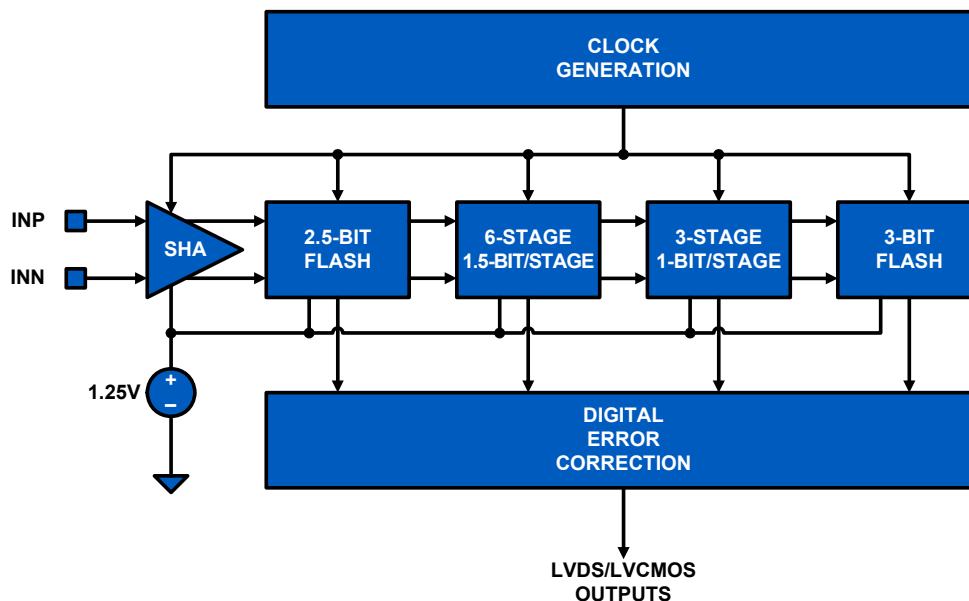 CLOCK
GENERATION
INP
INN
SHA
2.5-BIT
FLASH
6-STAGE
1.5-BIT/STAGE
3-STAGE
1-BIT/STAGE
3-BIT
FLASH
1.25V
+
–
DIGITAL
ERROR
CORRECTION
LVDS/LVCMOS
OUTPUTS